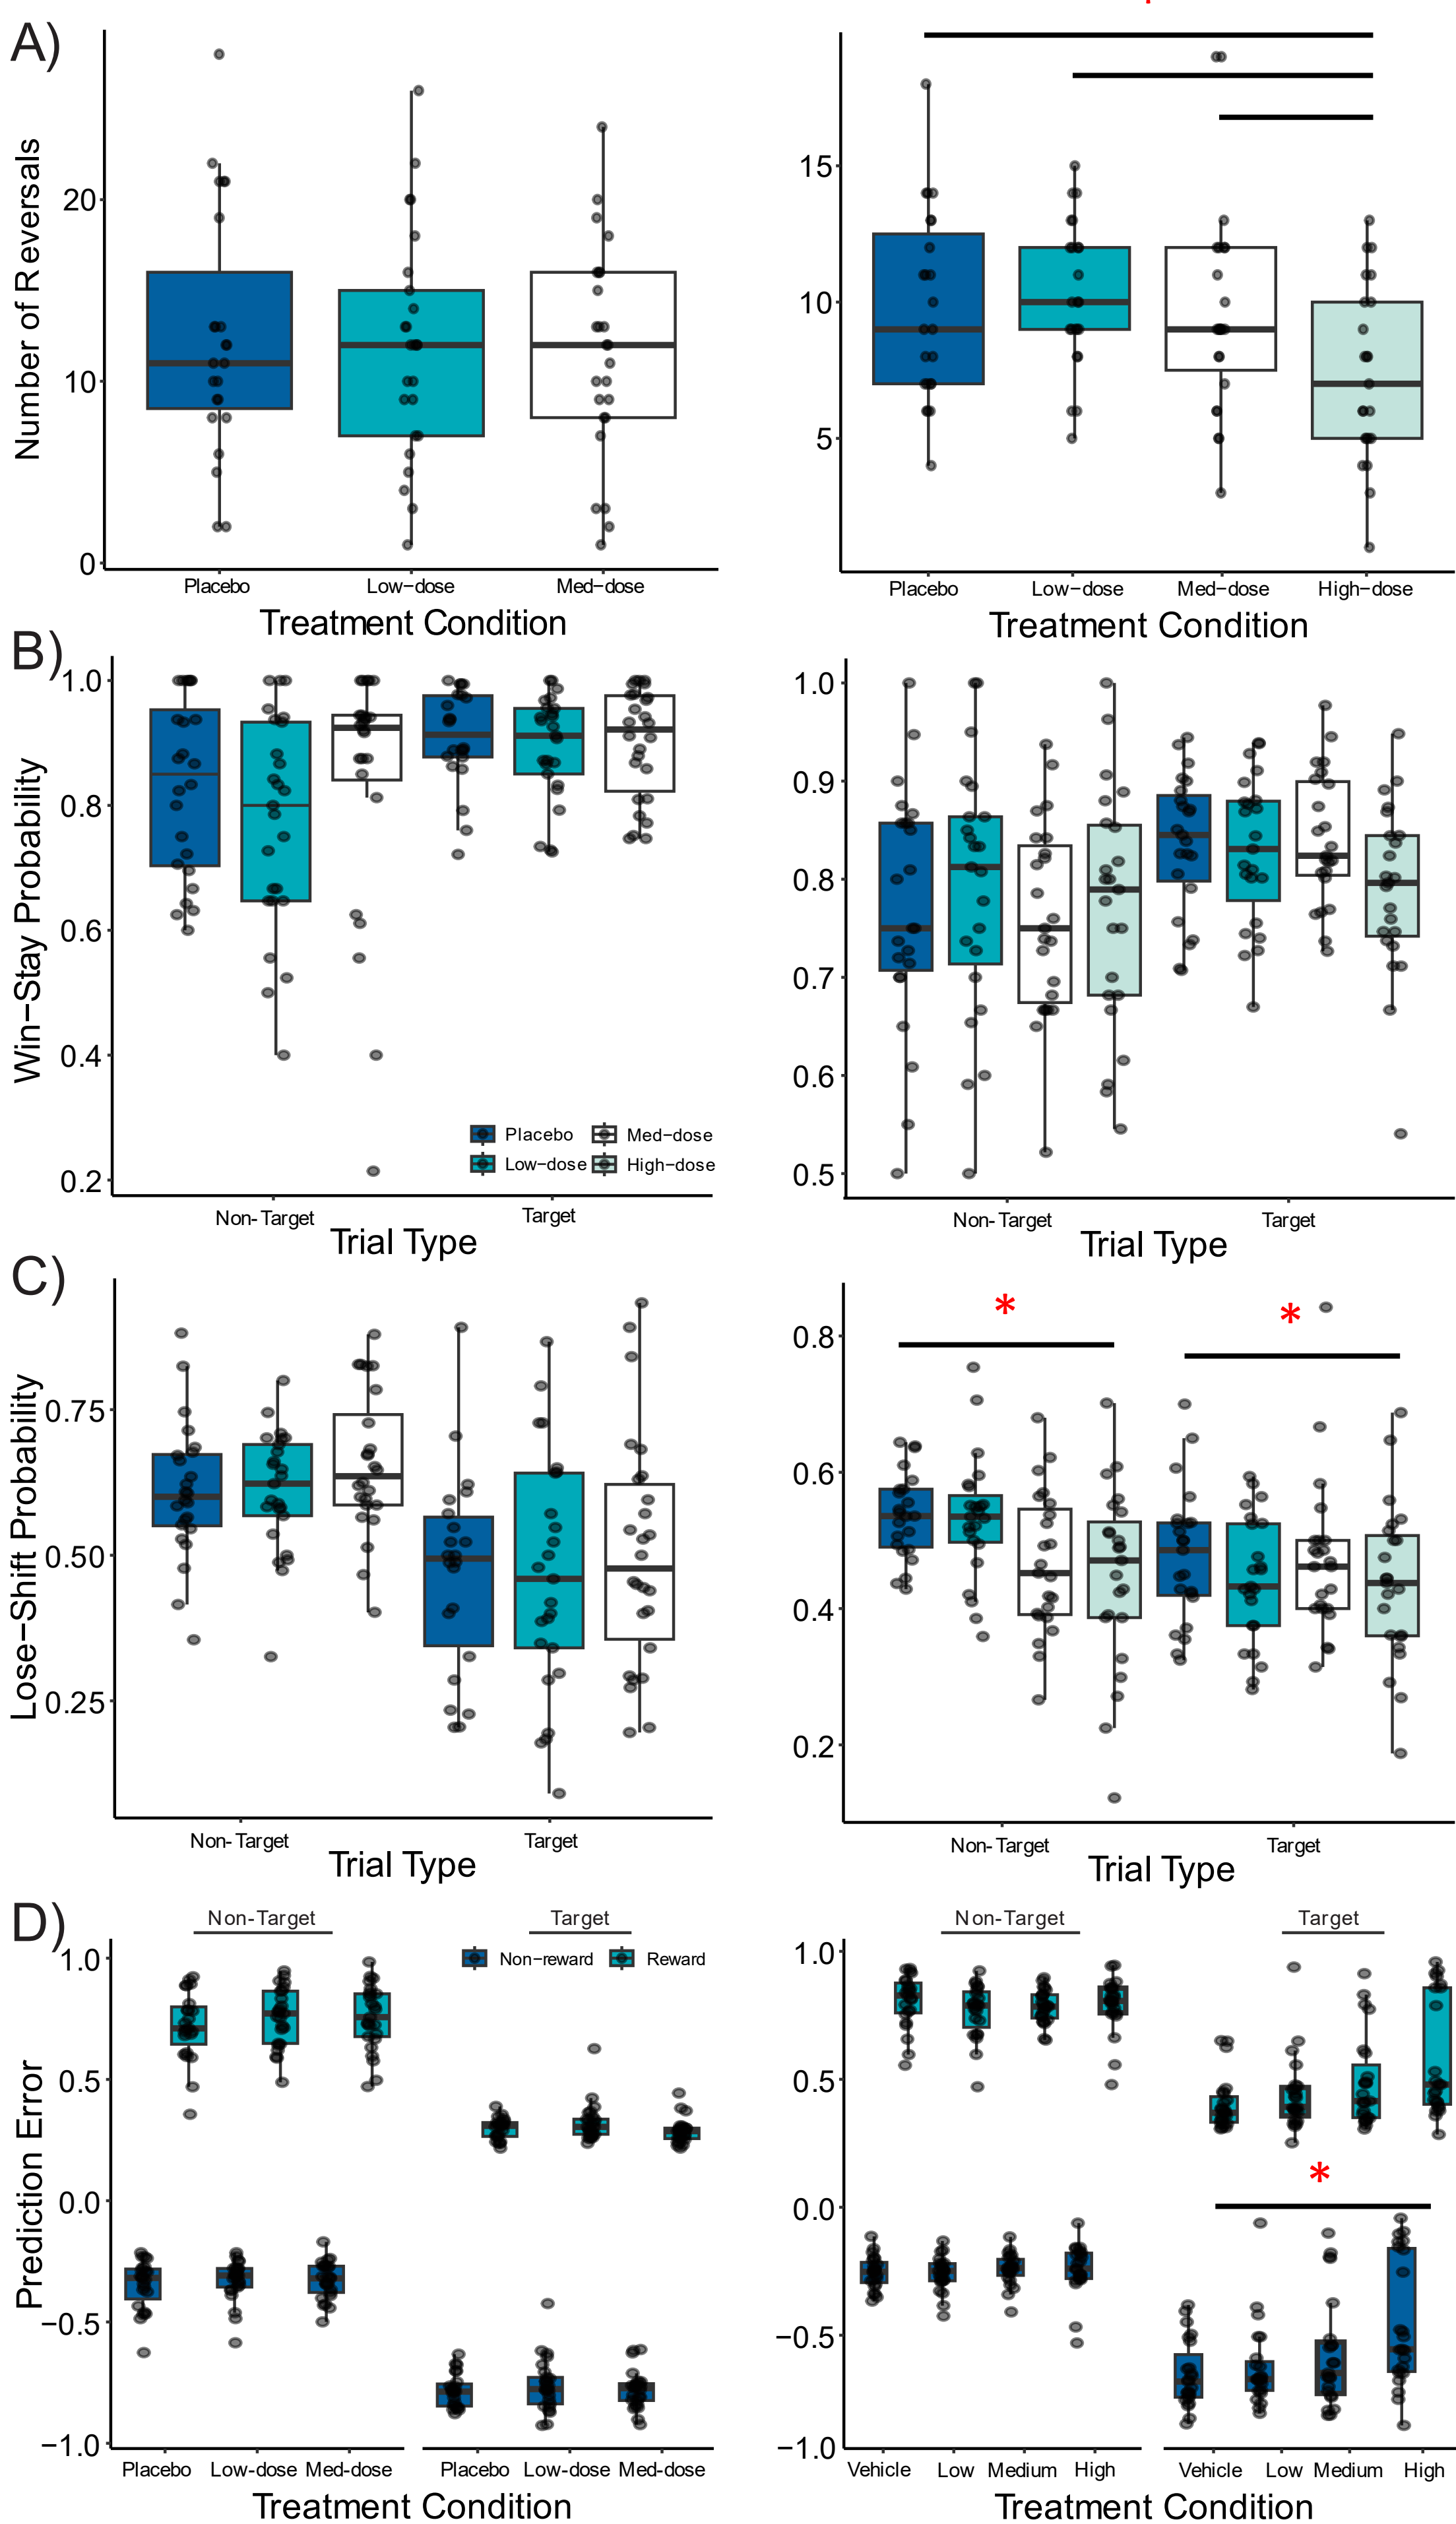 A)
Number of Reversals
20
10
0
Placebo Low−dose Med−dose
Treatment Condition
15
10
5
Placebo Low−dose Med−dose High−dose
Treatment Condition
B)
Win−Stay Probability
1.0
0.8
0.6
0.4
0.2
Placebo Med-dose
Low-dose High-dose
Non-Target Target
Trial Type
1.0
0.9
0.8
0.7
0.6
0.5
Non-Target Target
Trial Type
C)
Lose−Shift Probability
0.75
0.50
0.25
Non-Target Target
Trial Type
*
*
0.8
0.6
0.4
0.2
Non-Target Target
Trial Type
D)
Prediction Error
Non-Target Target
Non−reward Reward
1.0
0.5
0.0
−0.5
−1.0
Placebo Low-dose Med-dose Placebo Low-dose Med-dose
Treatment Condition
Non-Target Target
1.0
0.5
0.0
−0.5
−1.0
*
Vehicle Low Medium High Vehicle Low Medium High
Treatment Condition